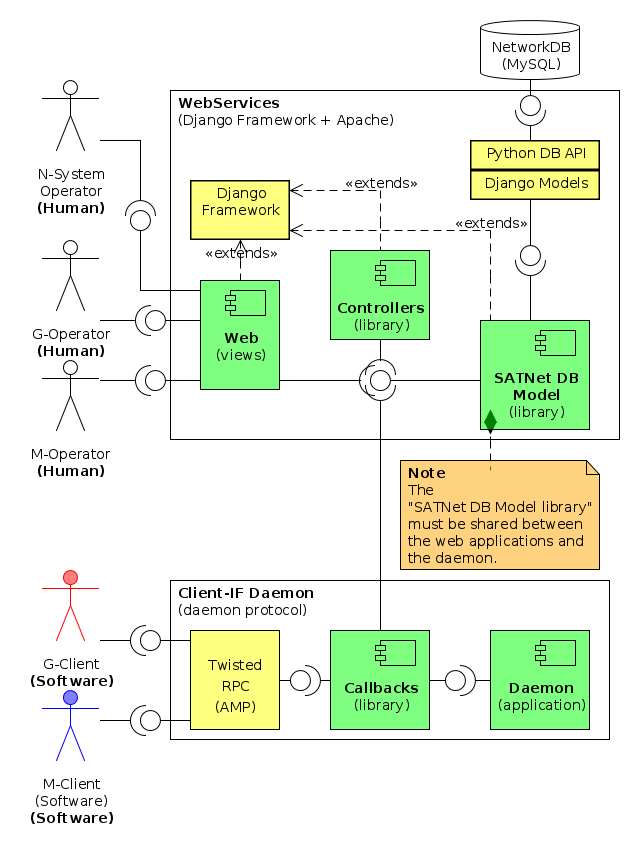 NetworkDB
(MySQL)
WebServices
(Django Framework + Apache)
Python DB API
Django Models
N-System
Operator
(Human)
Django
Framework
«extends»
«extends»
«extends»
G-Operator
(Human)
Web
(views)
Controllers
(library)
SATNet DB
Model
(library)
M-Operator
(Human)
Note
The
"SATNet DB Model library"
must be shared between
the web applications and
the daemon.
Client-IF Daemon
(daemon protocol)
G-Client
(Software)
Twisted
RPC
(AMP)
Callbacks
(library)
Daemon
(application)
M-Client
(Software)
(Software)